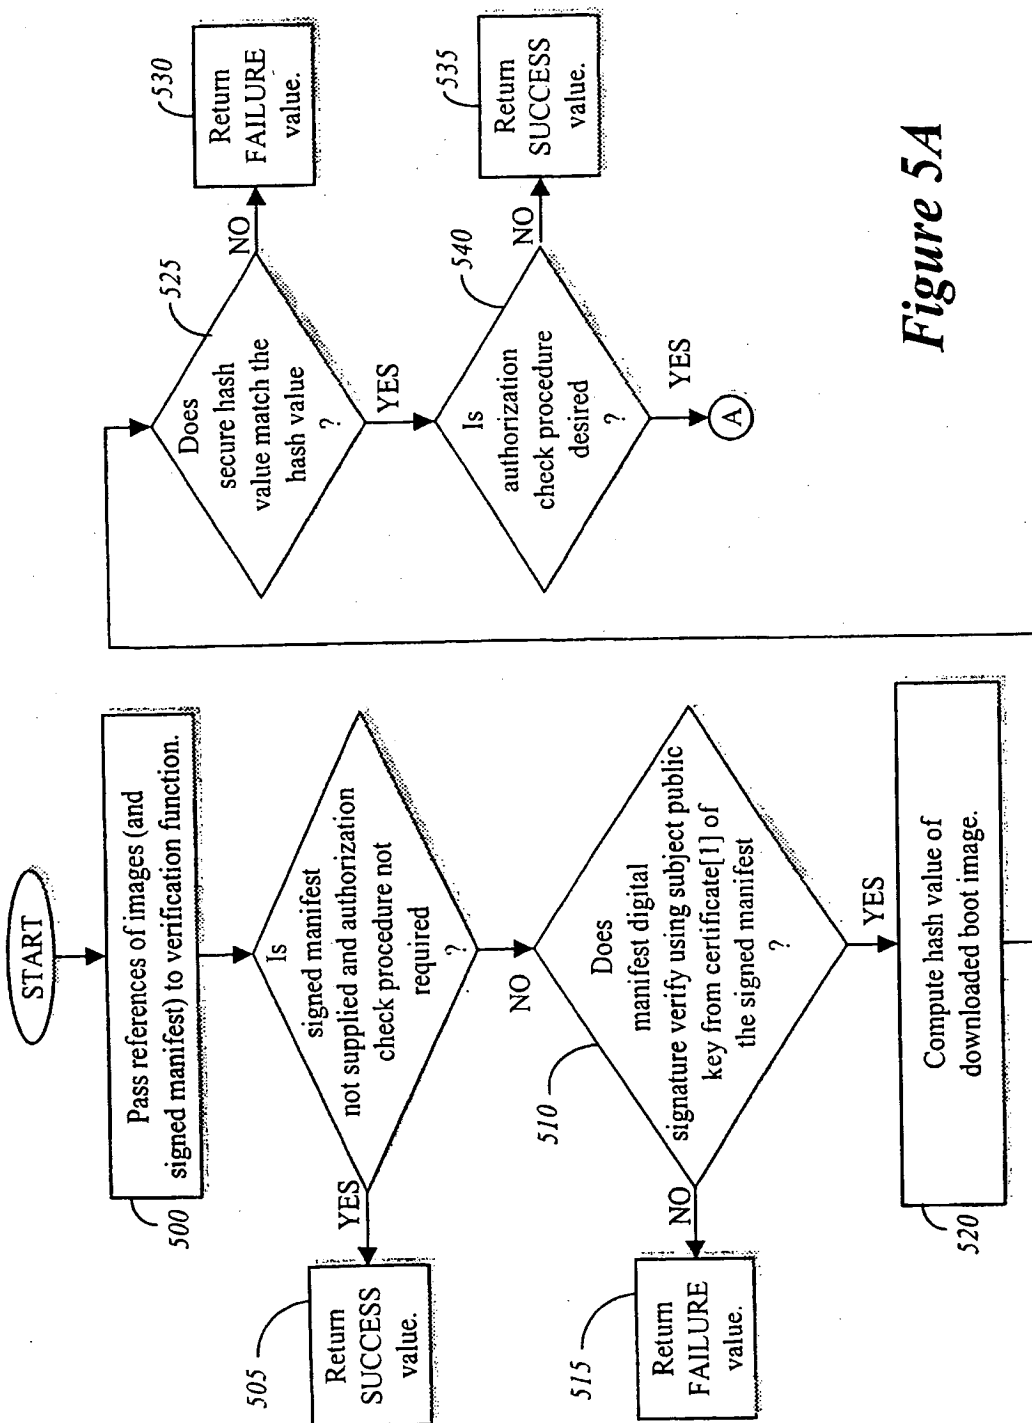 START
Pass references of images (and
signed manifest) to verification function.
500
Is
signed manifest
not supplied and authorization
check procedure not
required
?
YES
505
Return
SUCCESS
value.
NO
Does
manifest digital
signature verify using subject public
key from certificate[1] of
the signed manifest
?
510
NO
515
Return
FAILURE
value.
YES
Compute hash value of
downloaded boot image.
520
Does
secure hash
value match the
hash value
?
525
NO
530
Return
FAILURE
value.
YES
Is
authorization
check procedure
desired
?
540
NO
535
Return
SUCCESS
value.
YES
A
Figure 5A